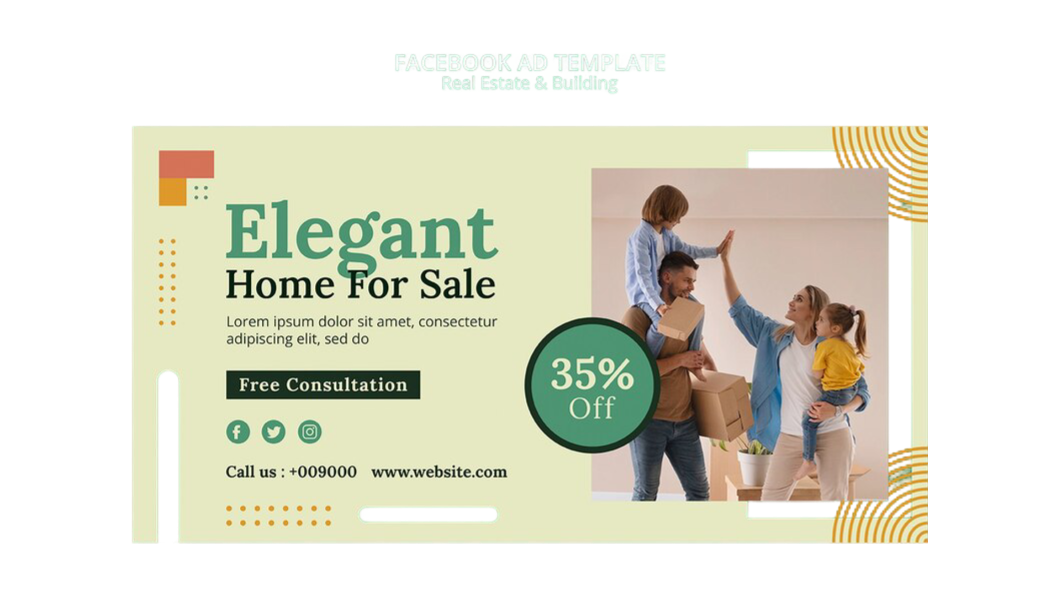 FACEBOOK AD TEMPLATE
Real Estate & Building
Elegant
Home For Sale
Lorem ipsum dolor sit amet, consectetur
adipiscing elit, sed do
Free Consultation
Call us : +009000 www.website.com
35%
Off